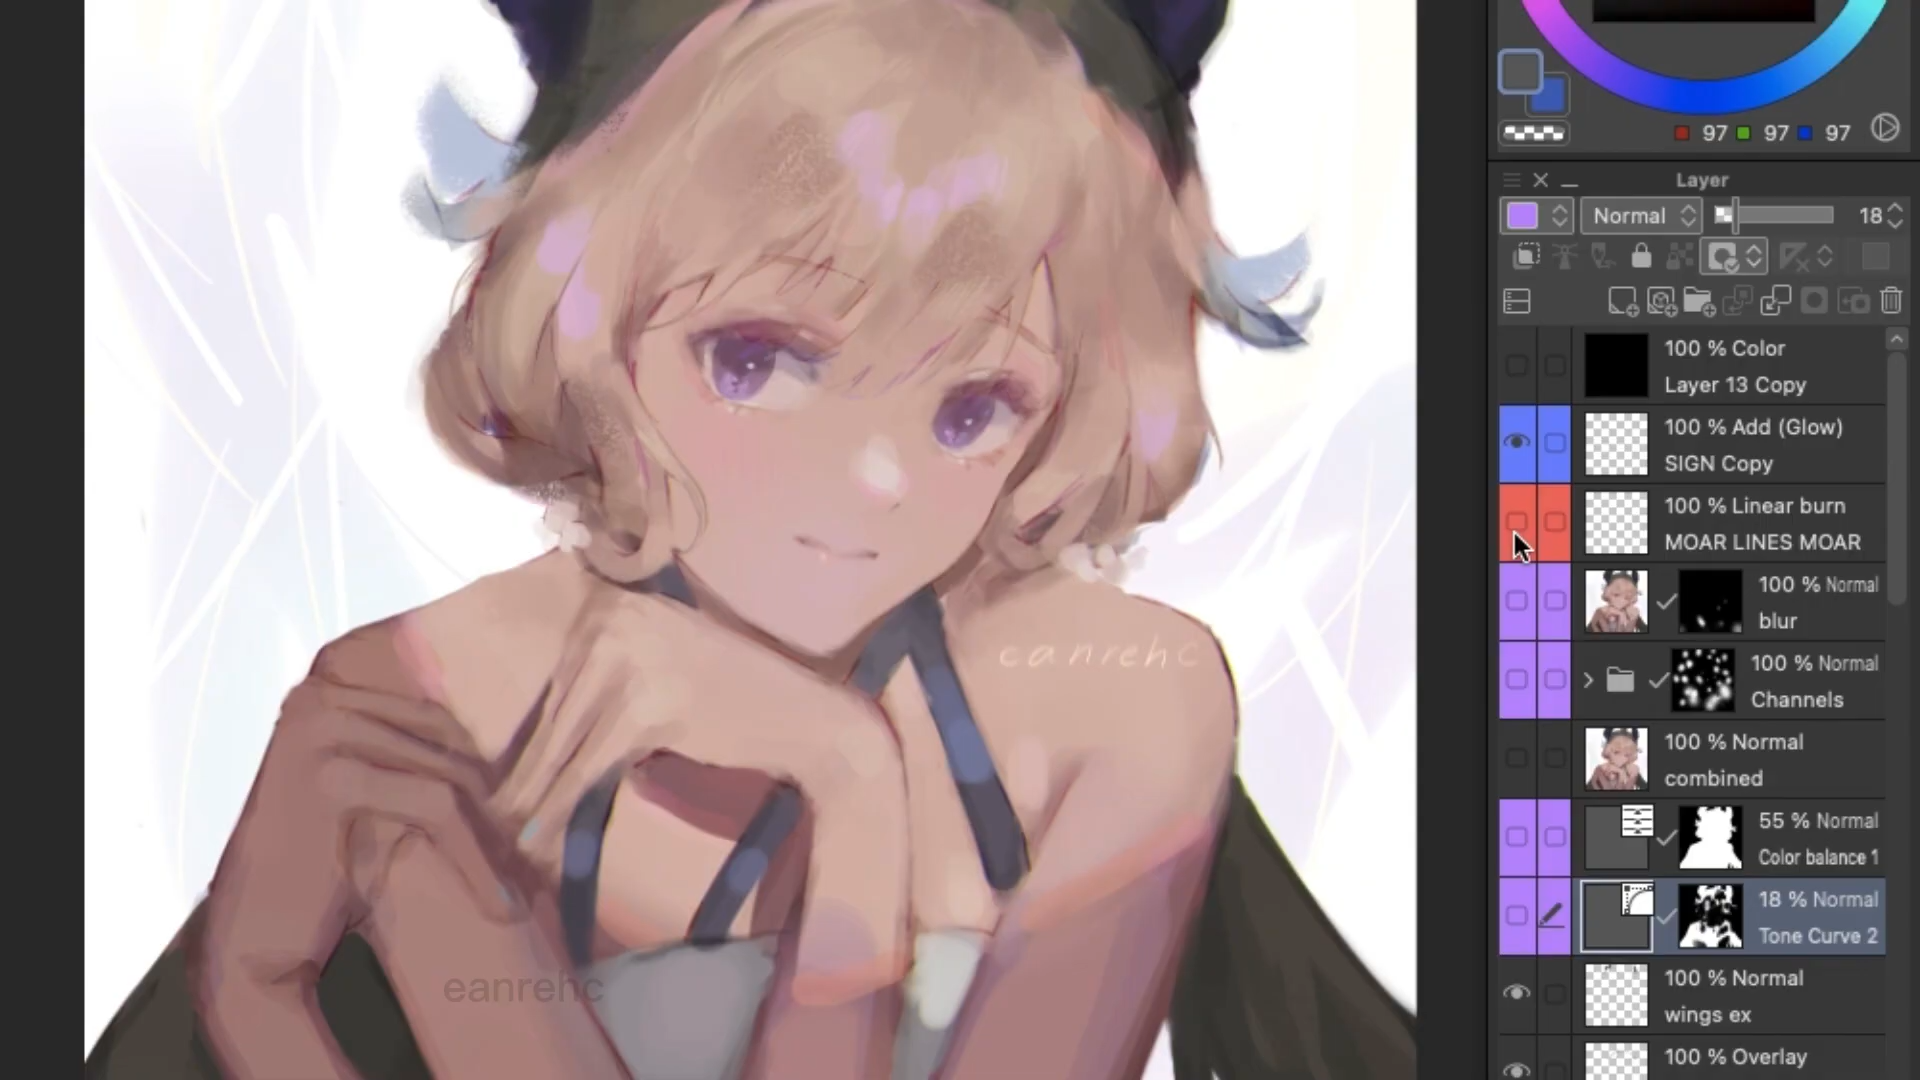 97 97 97
Layer
Normal 18
100 % Color
Layer 13 Copy
100 % Add (Glow)
SIGN Copy
100 % Linear burn
MOAR LINES MOAR
100 % Normal
blur
100 % Normal
Channels
100 % Normal
combined
55 % Normal
Color balance 1
18 % Normal
Tone Curve 2
100 % Normal
wings ex
100 % Overlay
eanrehc
eanrehc